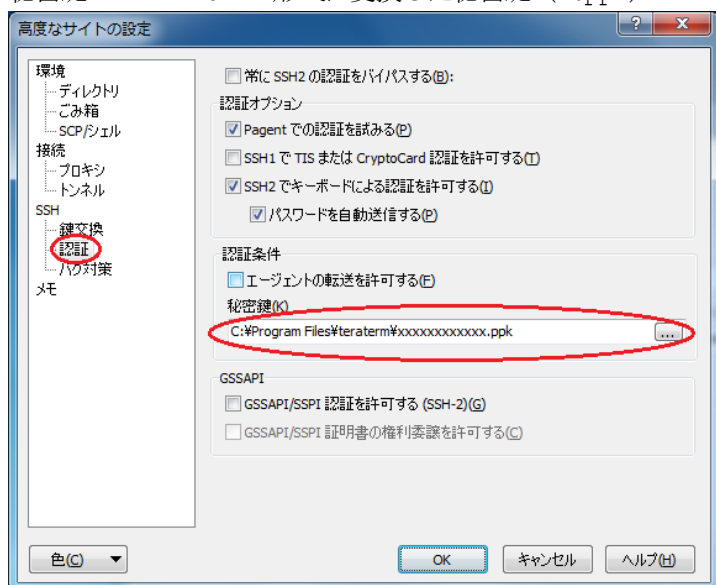 高度なサイトの設定
環境
ディレクトリ
ごみ箱
SCP/シェル
接続
プロキシ
トンネル
SSH
鍵交換
認証
バグ対策
メモ
常に SSH2 の認証をバイパスする(B):
認証オプション
Pagent での認証を試みる(P)
SSH1 で TIS または CryptoCard 認証を許可する(T)
SSH2 でキーボードによる認証を許可する(I)
パスワードを自動送信する(P)
認証条件
エージェントの転送を許可する(F)
秘密鍵(K)
C:¥Program Files¥teraterm¥xxxxxxxxxxxxx.ppk
...
GSSAPI
GSSAPI/SSPI 認証を許可する (SSH-2)(G)
GSSAPI/SSPI 証明書の権利委譲を許可する(C)
色(C)
OK
キャンセル
ヘルプ(H)